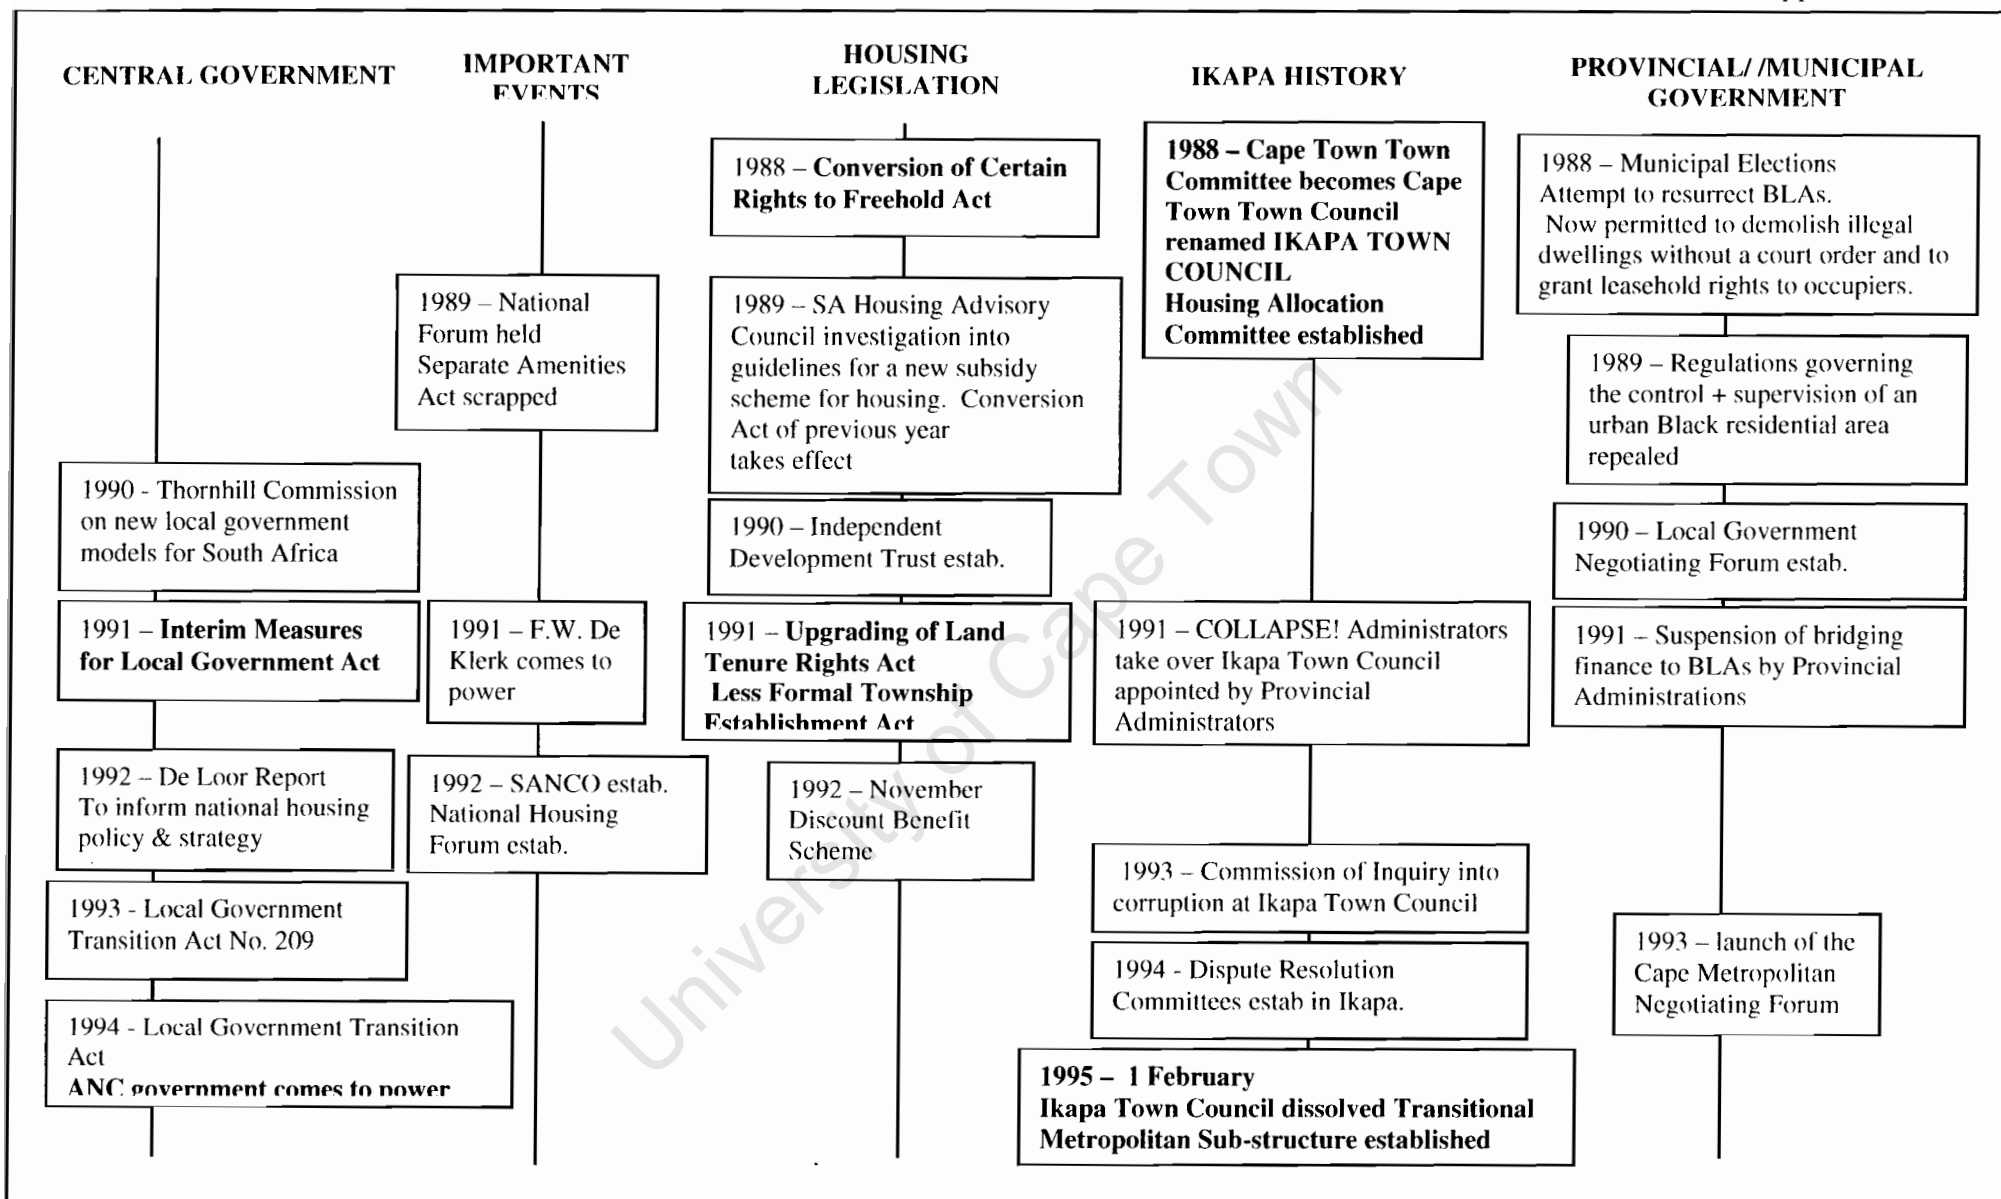 CENTRAL GOVERNMENT
IMPORTANT
EVENTS
HOUSING
LEGISLATION
IKAPA HISTORY
PROVINCIAL/ /MUNICIPAL
GOVERNMENT
1990 - Thornhill Commission
on new local government
models for South Africa
1991 – Interim Measures
for Local Government Act
1992 – De Loor Report
To inform national housing
policy & strategy
1993 - Local Government
Transition Act No. 209
1994 - Local Government Transition
Act
ANC government comes to power
1989 – National
Forum held
Separate Amenities
Act scrapped
1991 – F.W. De
Klerk comes to
power
1992 – SANCO estab.
National Housing
Forum estab.
1988 – Conversion of Certain
Rights to Freehold Act
1989 – SA Housing Advisory
Council investigation into
guidelines for a new subsidy
scheme for housing. Conversion
Act of previous year
takes effect
1990 – Independent
Development Trust estab.
1991 – Upgrading of Land
Tenure Rights Act
Less Formal Township
Establishment Act
1992 – November
Discount Benefit
Scheme
1988 – Cape Town Town
Committee becomes Cape
Town Town Council
renamed IKAPA TOWN
COUNCIL
Housing Allocation
Committee established
1991 – COLLAPSE! Administrators
take over Ikapa Town Council
appointed by Provincial
Administrators
1993 – Commission of Inquiry into
corruption at Ikapa Town Council
1994 - Dispute Resolution
Committees estab in Ikapa.
1995 – 1 February
Ikapa Town Council dissolved Transitional
Metropolitan Sub-structure established
1988 – Municipal Elections
Attempt to resurrect BLAs.
Now permitted to demolish illegal
dwellings without a court order and to
grant leasehold rights to occupiers.
1989 – Regulations governing
the control + supervision of an
urban Black residential area
repealed
1990 – Local Government
Negotiating Forum estab.
1991 – Suspension of bridging
finance to BLAs by Provincial
Administrations
1993 – launch of the
Cape Metropolitan
Negotiating Forum
University of Cape Town